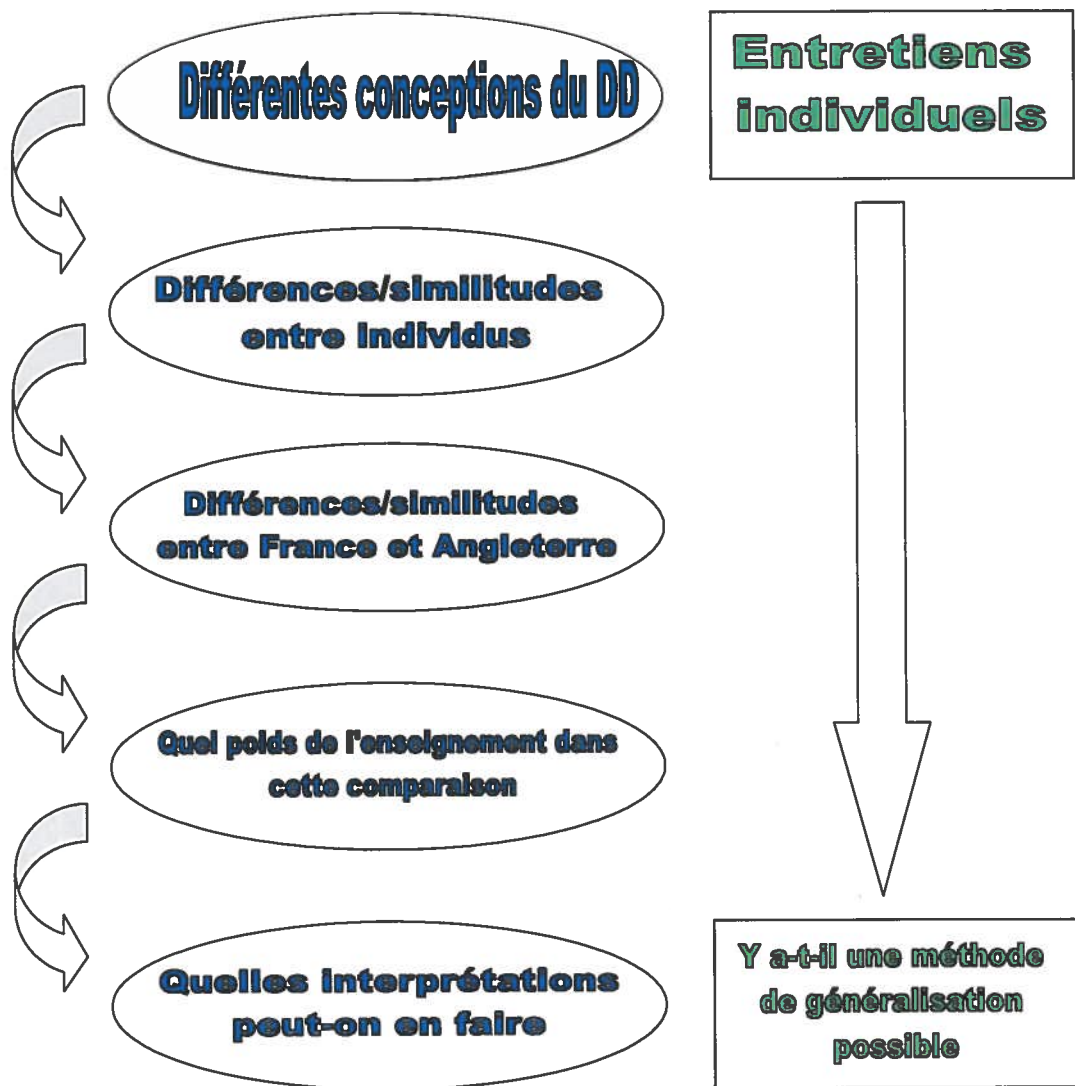 Différentes conceptions du DD
Entretiens
individuels
Différences/similitudes
entre individus
Différences/similitudes
entre France et Angleterre
Quel poids de l'enseignement dans
cette comparaison
Quelles interprétations
peut-on en faire
Y a-t-il une méthode
de généralisation
possible